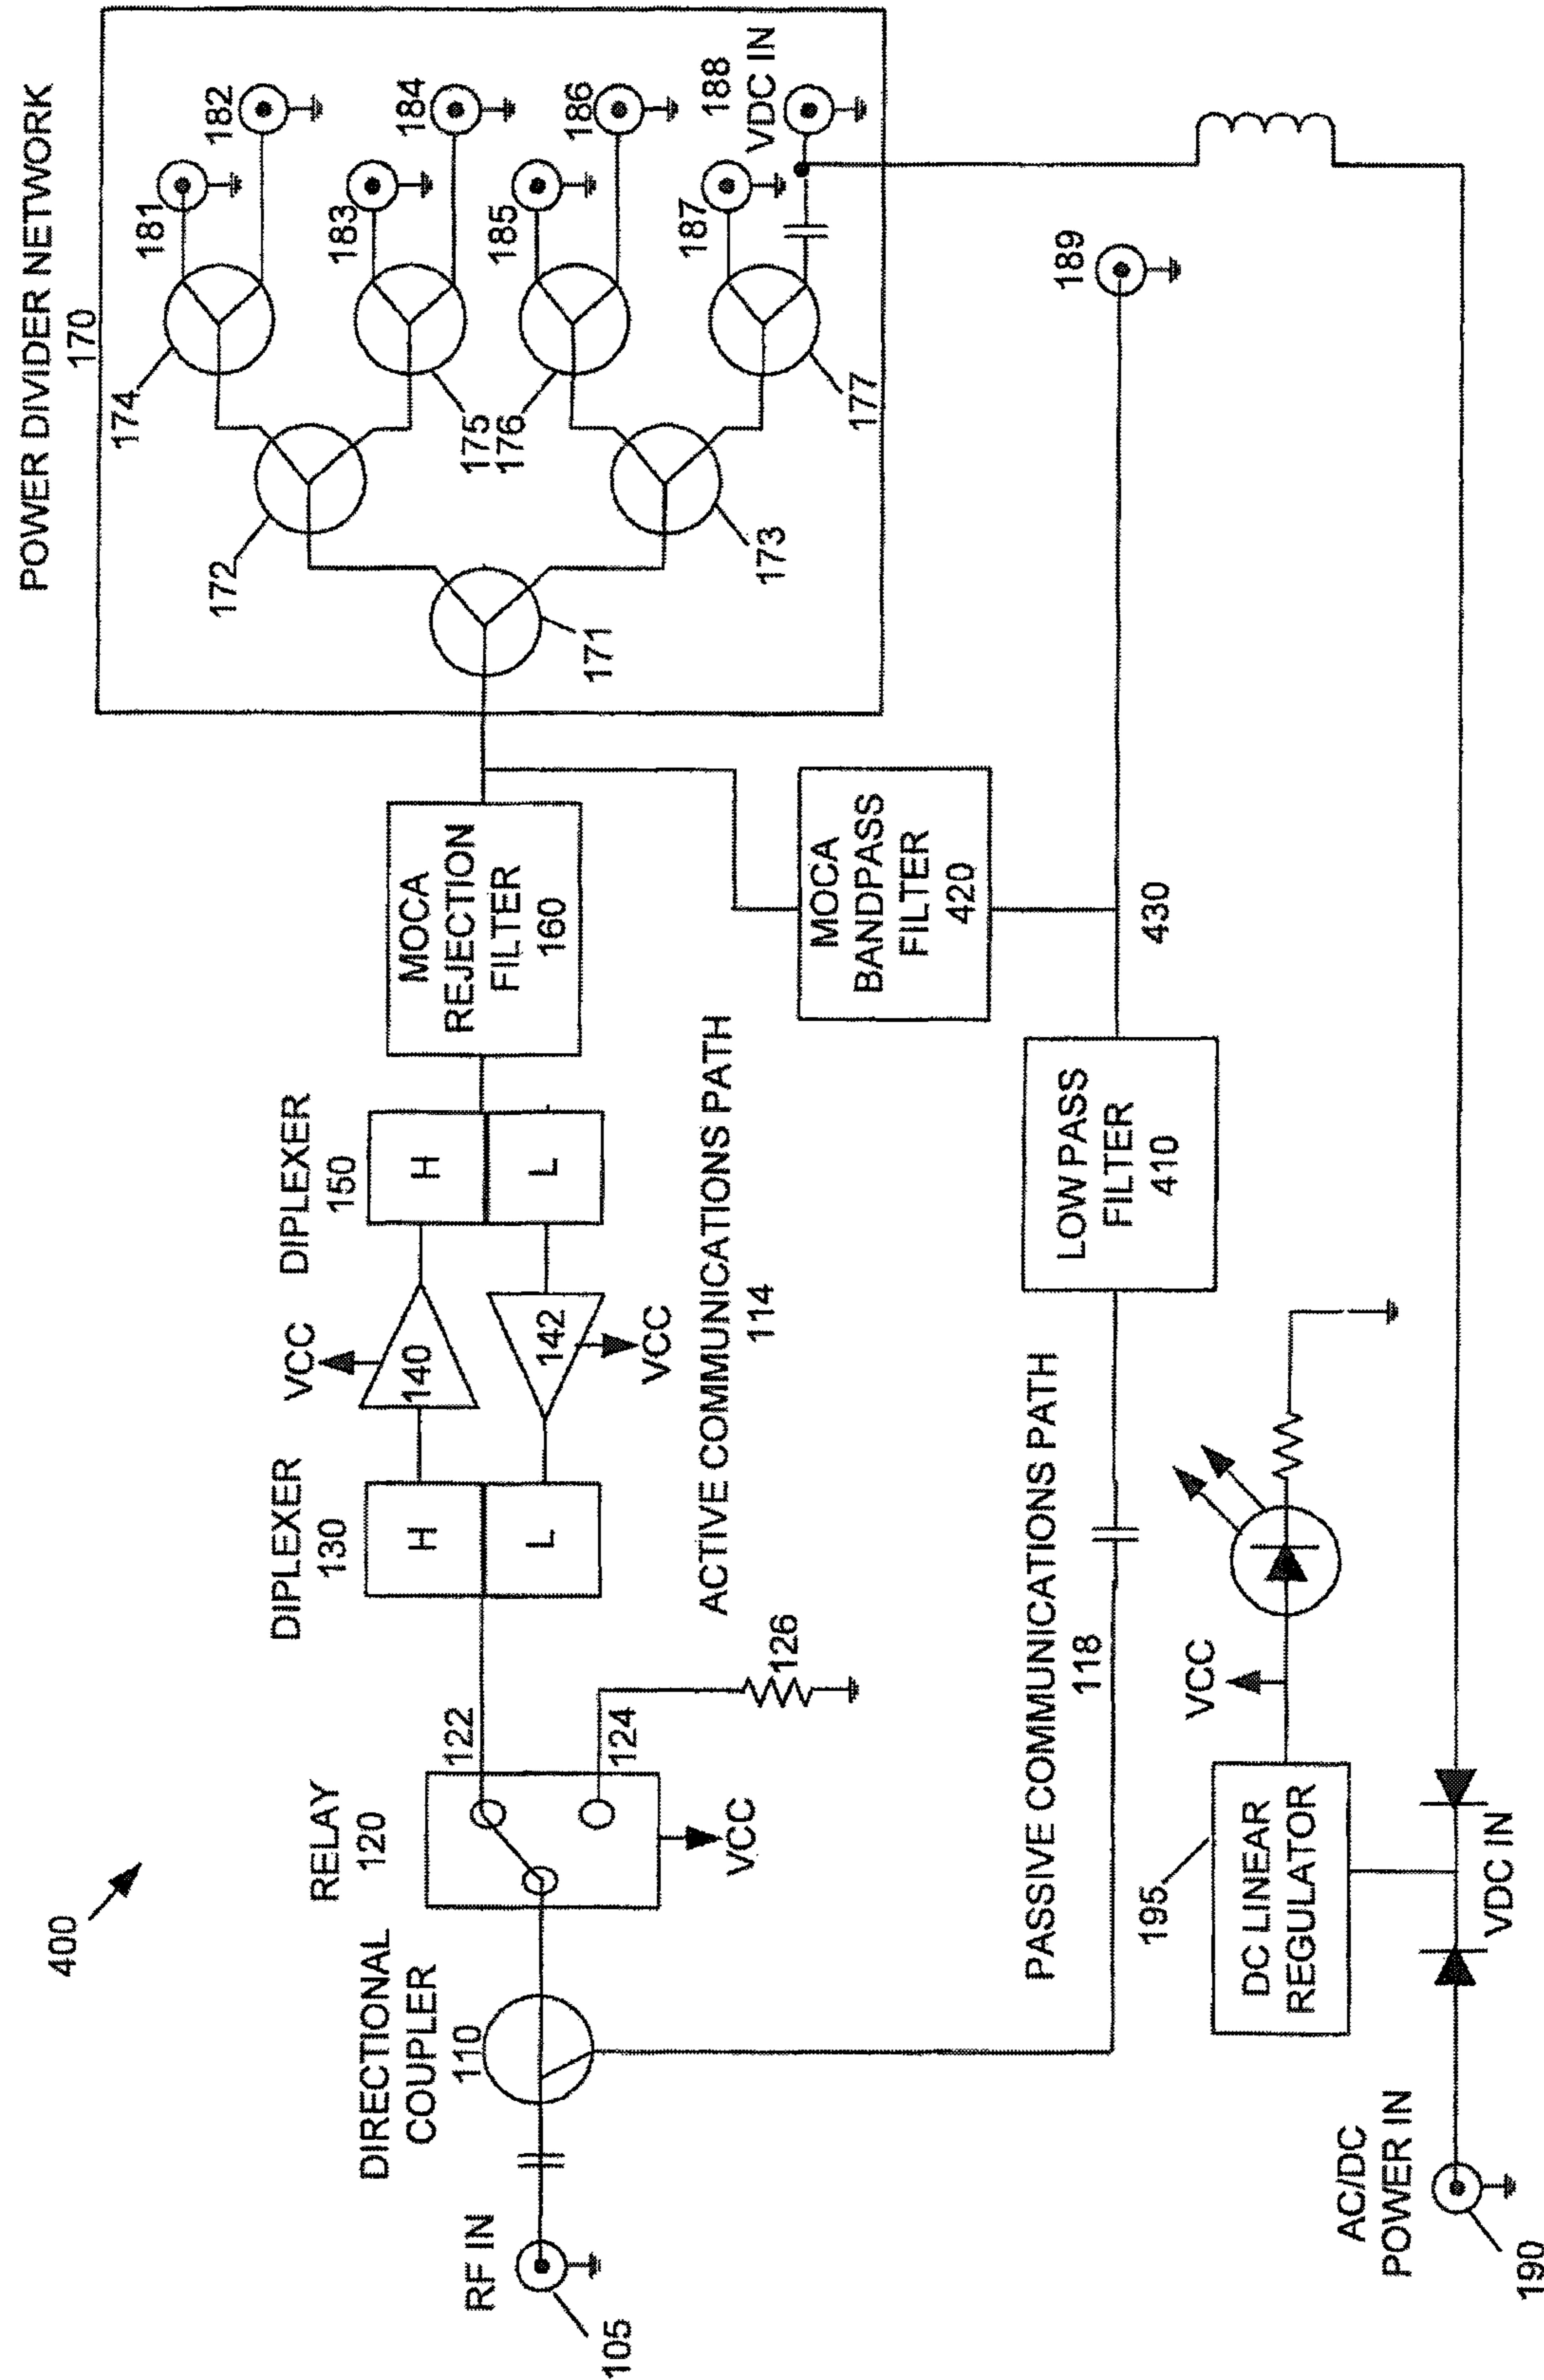 400
POWER DIVIDER NETWORK
170
RF IN
105
DIRECTIONAL
COUPLER
110
RELAY
120
122
124
126
VCC
DIPLEXER
130
H
L
VCC
140
142
VCC
DIPLEXER
150
H
L
ACTIVE COMMUNICATIONS PATH
114
MOCA
REJECTION
FILTER
160
171
172
173
174
175
176
177
181
182
183
184
185
186
187
188
VDC IN
MOCA
BANDPASS
FILTER
420
430
189
LOW PASS
FILTER
410
PASSIVE COMMUNICATIONS PATH
118
195
DC LINEAR
REGULATOR
VCC
VDC IN
AC/DC
POWER IN
190